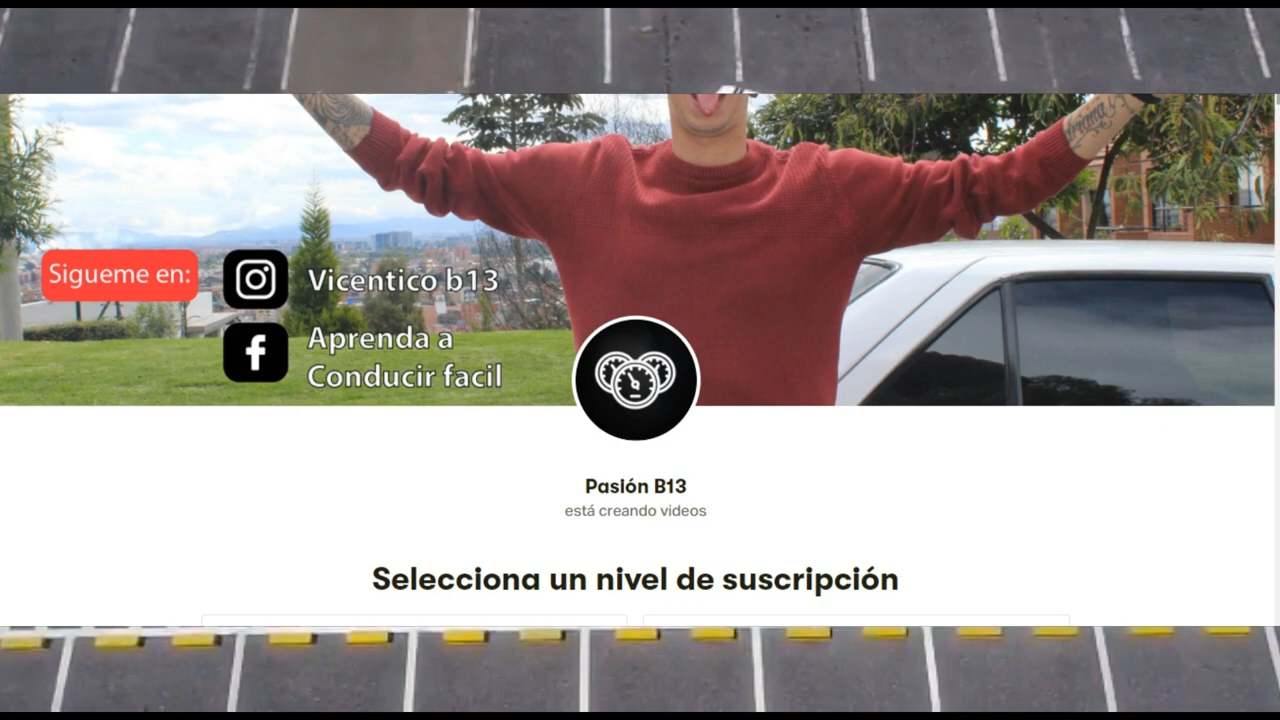 Sigueme en:
Vicentico b13
Aprenda a
Conducir facil
Pasión B13
está creando videos
Selecciona un nivel de suscripción